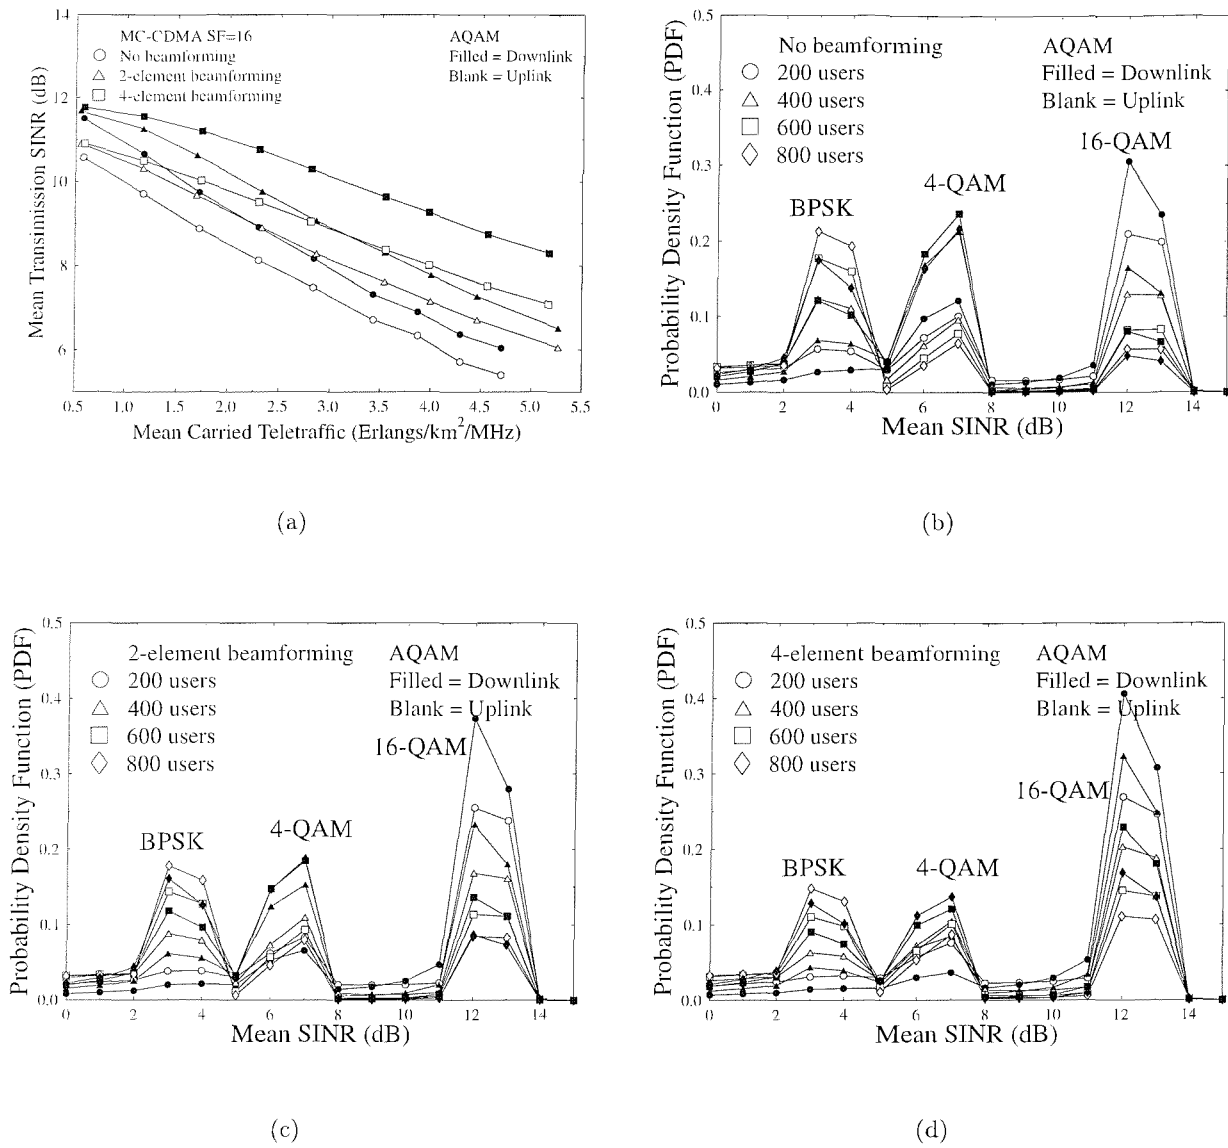 MC-CDMA SF=16
No beamforming
2-element beamforming
4-element beamforming
AQAM
Filled = Downlink
Blank = Uplink
Mean Transmission SINR (dB)
12
10
8
6
0.5 1.0 1.5 2.0 2.5 3.0 3.5 4.0 4.5 5.0 5.5
Mean Carried Teletraffic (Erlangs/km²/MHz)
(a)
No beamforming
200 users
400 users
600 users
800 users
AQAM
Filled = Downlink
Blank = Uplink
BPSK
4-QAM
16-QAM
Probability Density Function (PDF)
0.5
0.4
0.3
0.2
0.1
0.0
0 2 4 6 8 10 12 14
Mean SINR (dB)
(b)
2-element beamforming
200 users
400 users
600 users
800 users
AQAM
Filled = Downlink
Blank = Uplink
BPSK
4-QAM
16-QAM
Probability Density Function (PDF)
0.5
0.4
0.3
0.2
0.1
0.0
0 2 4 6 8 10 12 14
Mean SINR (dB)
(c)
4-element beamforming
200 users
400 users
600 users
800 users
AQAM
Filled = Downlink
Blank = Uplink
BPSK
4-QAM
16-QAM
Probability Density Function (PDF)
0.5
0.4
0.3
0.2
0.1
0.0
0 2 4 6 8 10 12 14
Mean SINR (dB)
(d)